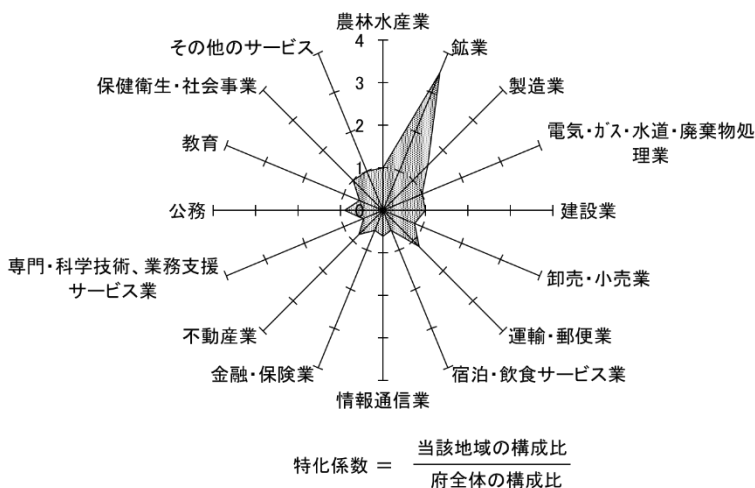 農林水産業
4
その他のサービス
鉱業
3
保健衛生・社会事業
製造業
2
電気・ガス・水道・廃棄物処
理業
教育
1
公務
0
建設業
専門・科学技術、業務支援
サービス業
卸売・小売業
不動産業
運輸・郵便業
金融・保険業
宿泊・飲食サービス業
情報通信業
特化係数 = 当該地域の構成比
府全体の構成比